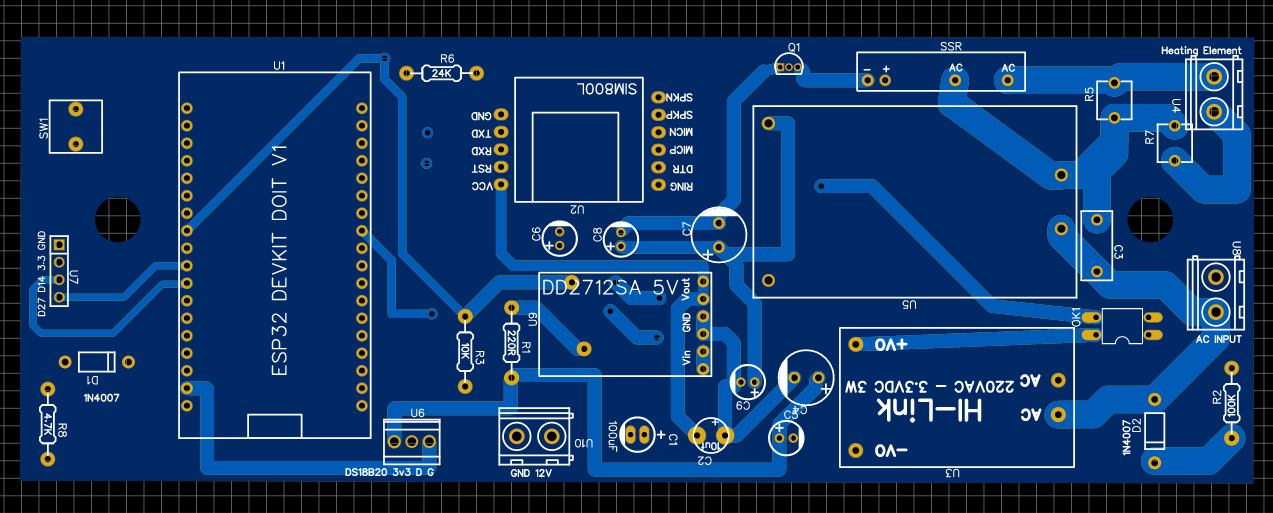 Q1
SSR
Heating Element
U1
R6
24K
SIM800L
- +
AC
AC
R5
U4
SW1
GND
TXD
RXD
RST
VCC
SPKN
SPKP
MICN
MICP
DTR
RING
R7
ESP32 DEVKIT DOIT V1
U2
C6
+
C8
+
C7
+
C3
U8
D27 D14 3.3 GND
U7
DD2712SA 5V
Vout
GND
Vin
U9
U5
OK1
AC INPUT
R3
10K
R1
220R
+VO
220VAC - 3.3VDC 3W
HI-Link
AC
AC
-VO
U3
D1
1N4007
R8
4.7K
U6
DS18B20 3v3 D G
U10
GND 12V
100uF
+
C1
+
10uf
C2
C9
+
+
C4
C5
+
R2
100K
D2
1N4007